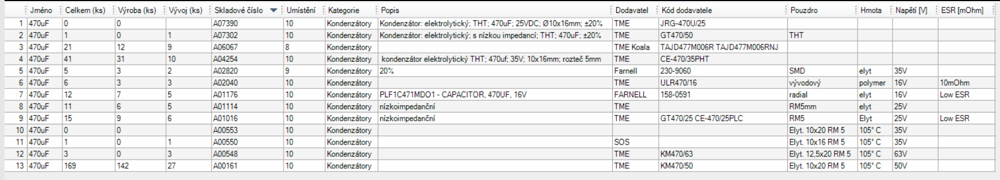 Jméno Celkem (ks) Výroba (ks) Vývoj (ks) Skladové číslo Umístění Kategorie Popis Dodavatel Kód dodavatele Pouzdro Hmota Napětí [V] ESR [mOhm]
1 470uF 0 0 A07390 10 Kondenzátory Kondenzátor: elektrolytický; THT; 470uF; 25VDC; Ø10x16mm; ±20% TME JRG-470U/25
2 470uF 1 0 1 A07302 10 Kondenzátory Kondenzátor: elektrolytický; s nízkou impedancí; THT; 470uF; ±20% TME GT470/50 THT
3 470uF 21 12 9 A06067 8 Kondenzátory TME Koala TAJD477M006R TAJD477M006RNJ
4 470uF 41 31 10 A04254 10 Kondenzátory kondenzátor elektrolytický THT; 470uf; 35V; 10x16mm; rozteč 5mm TME CE-470/35PHT
5 470uF 5 3 2 A02820 9 Kondenzátory 20% Farnell 230-9060 SMD elyt 35V
6 470uF 6 3 3 A02040 10 Kondenzátory TME ULR470/16 vývodový polymer 16V 10mOhm
7 470uF 12 7 5 A01176 10 Kondenzátory PLF1C471MDO1 - CAPACITOR, 470UF, 16V FARNELL 158-0591 radial elyt 16V Low ESR
8 470uF 11 6 5 A01114 10 Kondenzátory nízkoimpedanční TME RM5mm elyt 25V
9 470uF 15 9 6 A01016 10 Kondenzátory nízkoimpedanční TME GT470/25 CE-470/25PLC RM5 Elyt 25V Low ESR
10 470uF 0 0 A00553 10 Kondenzátory Elyt. 10x20 RM 5 105° C 35V
11 470uF 1 0 1 A00550 10 Kondenzátory SOS Elyt. 10x16 RM 5 105° C 35V
12 470uF 3 0 3 A00548 10 Kondenzátory TME KM470/63 Elyt. 12,5x20 RM 5 105° C 63V
13 470uF 169 142 27 A00161 10 Kondenzátory TME KM470/50 Elyt. 10x20 RM 5 105° C 50V